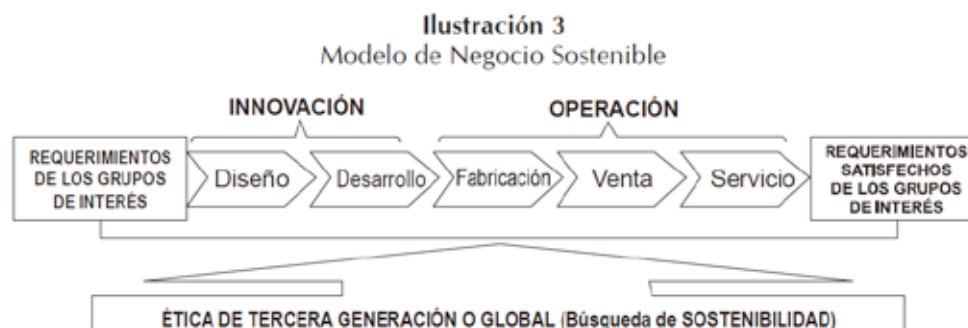 Ilustración 3
Modelo de Negocio Sostenible
INNOVACIÓN
OPERACIÓN
REQUERIMIENTOS
DE LOS GRUPOS
DE INTERÉS
Diseño
Desarrollo
Fabricación
Venta
Servicio
REQUERIMIENTOS
SATISFECHOS
DE LOS GRUPOS
DE INTERÉS
ÉTICA DE TERCERA GENERACIÓN O GLOBAL (Búsqueda de SOSTENIBILIDAD)